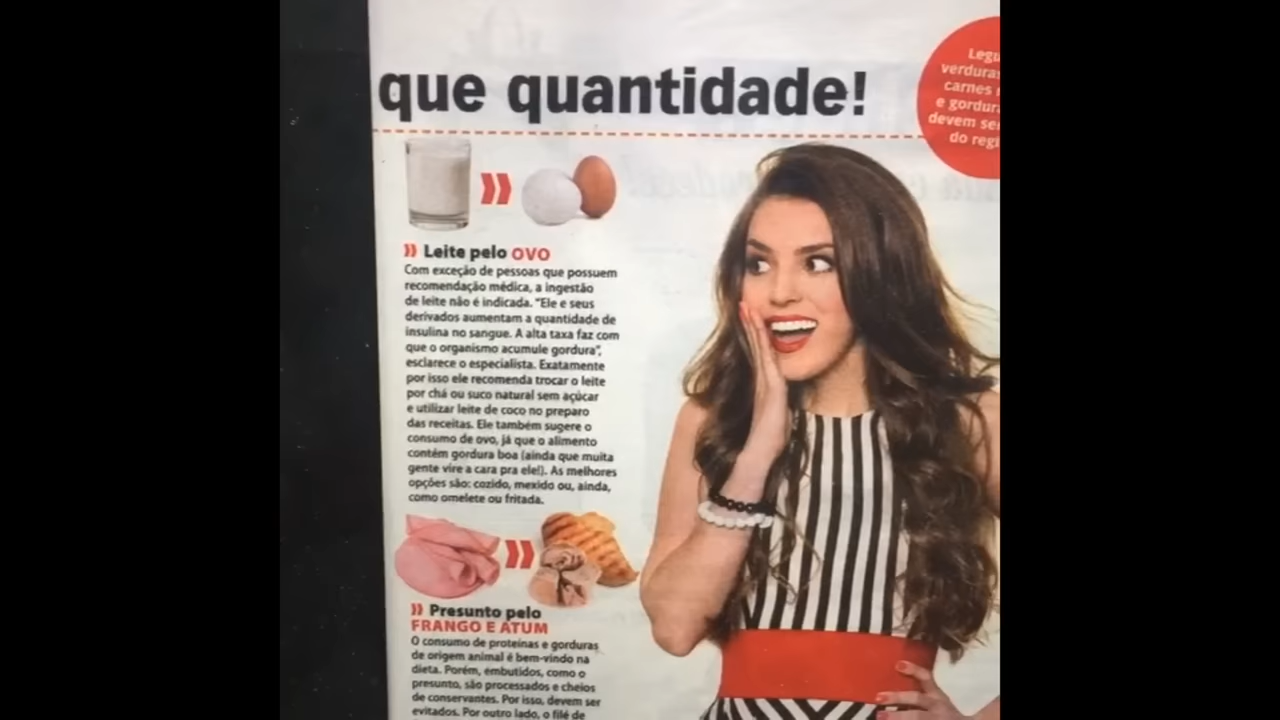 que quantidade!
verduras
carnes
e gordura
devem ser
Leite pelo OVO
Com exceção de pessoas que possuem
recomendação médica, a ingestão
de leite não é indicada. "Ele e seus
derivados aumentam a quantidade de
insulina no sangue. A alta taxa faz com
que o organismo acumule gordura",
esclarece o especialista. Exatamente
por isso ele recomenda trocar o leite
por chá ou suco natural sem açúcar
e utilizar leite de coco no preparo
das receitas. Ele também sugere o
consumo de ovo, já que o alimento
contém gordura boa (ainda que muita
gente vire a cara pra ele!). As melhores
opções são: cozido, mexido ou, ainda,
como omelete ou fritada.
Presunto pelo
FRANGO E ATUM
O consumo de proteínas e gorduras
de origem animal é bem-vindo na
dieta. Porém, embutidos, como o
presunto, são processados e cheios
de conservantes. Por isso, devem ser
evitados. Por outro lado, o filé de